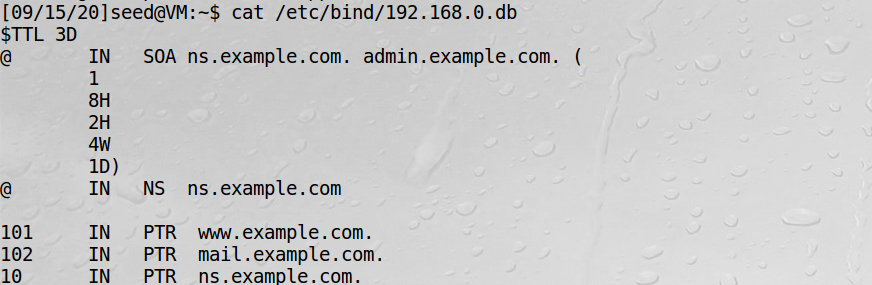 [09/15/20]seed@VM:~$ cat /etc/bind/192.168.0.db
$TTL 3D
@ IN SOA ns.example.com. admin.example.com. (
1
8H
2H
4W
1D)
@ IN NS ns.example.com
101 IN PTR www.example.com.
102 IN PTR mail.example.com.
10 IN PTR ns.example.com.